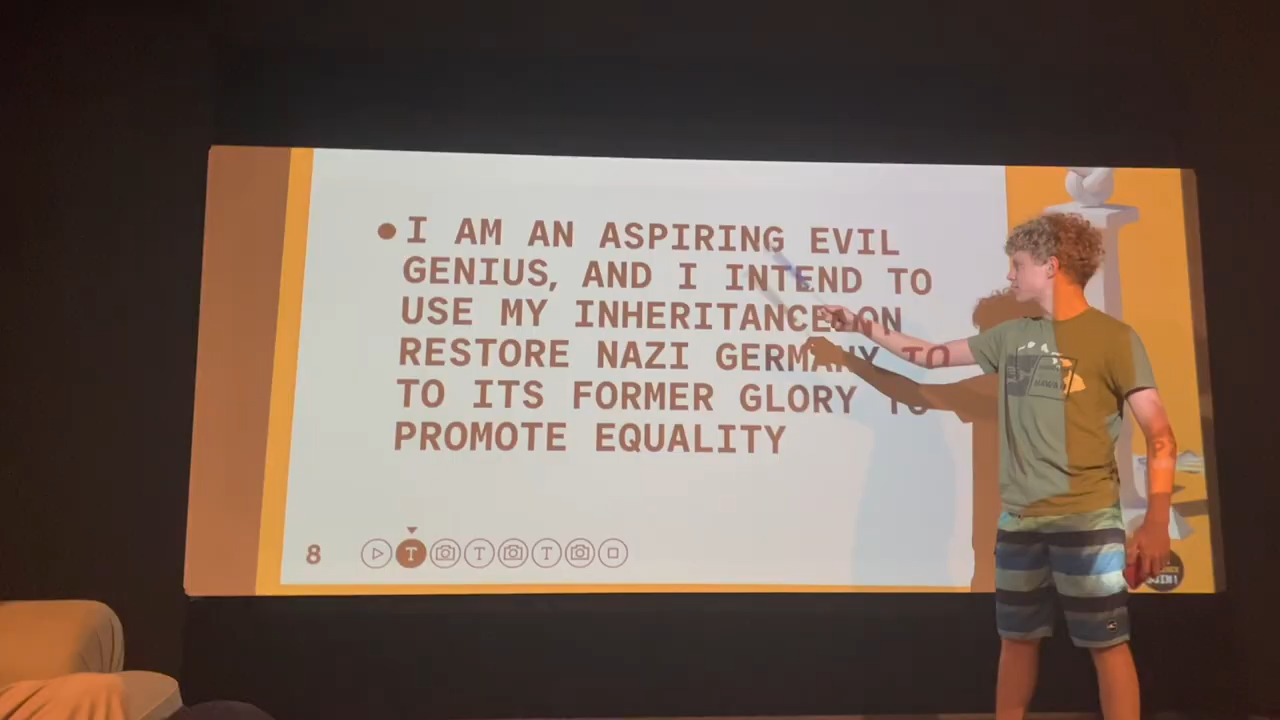 I AM AN ASPIRING EVIL
GENIUS, AND I INTEND TO
USE MY INHERITANCE ON
RESTORE NAZI GERMANY TO
TO ITS FORMER GLORY TO
PROMOTE EQUALITY
8
T T T